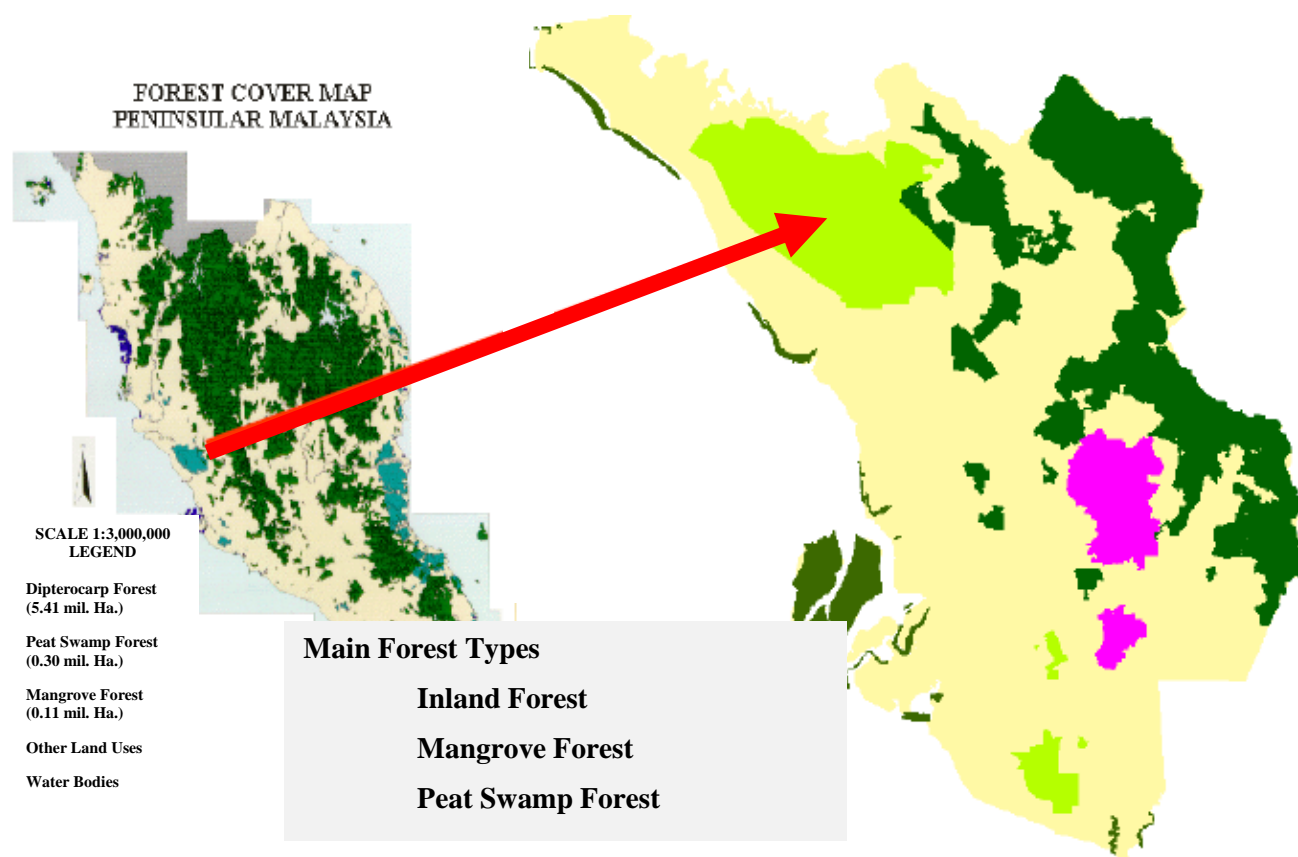 FOREST COVER MAP
PENINSULAR MALAYSIA
SCALE 1:3,000,000
LEGEND
Dipterocarp Forest
(5.41 mil. Ha.)
Peat Swamp Forest
(0.30 mil. Ha.)
Mangrove Forest
(0.11 mil. Ha.)
Other Land Uses
Water Bodies
Main Forest Types
Inland Forest
Mangrove Forest
Peat Swamp Forest